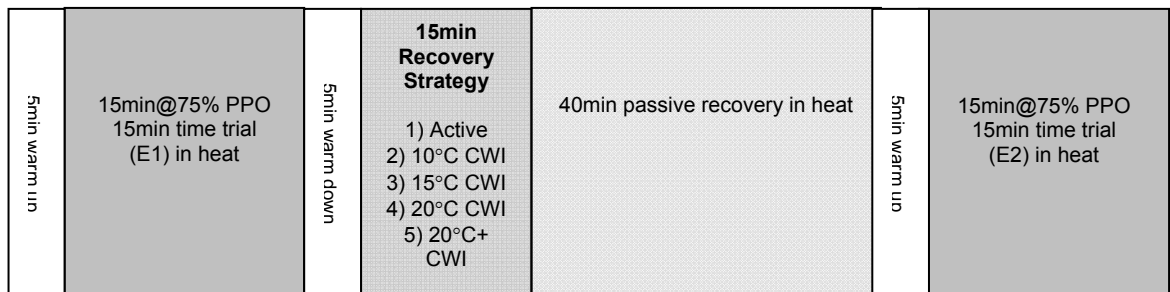 5min warm up
15min@75% PPO
15min time trial
(E1) in heat
5min warm down
15min
Recovery
Strategy
1) Active
2) 10°C CWI
3) 15°C CWI
4) 20°C CWI
5) 20°C+
CWI
40min passive recovery in heat
5min warm up
15min@75% PPO
15min time trial
(E2) in heat